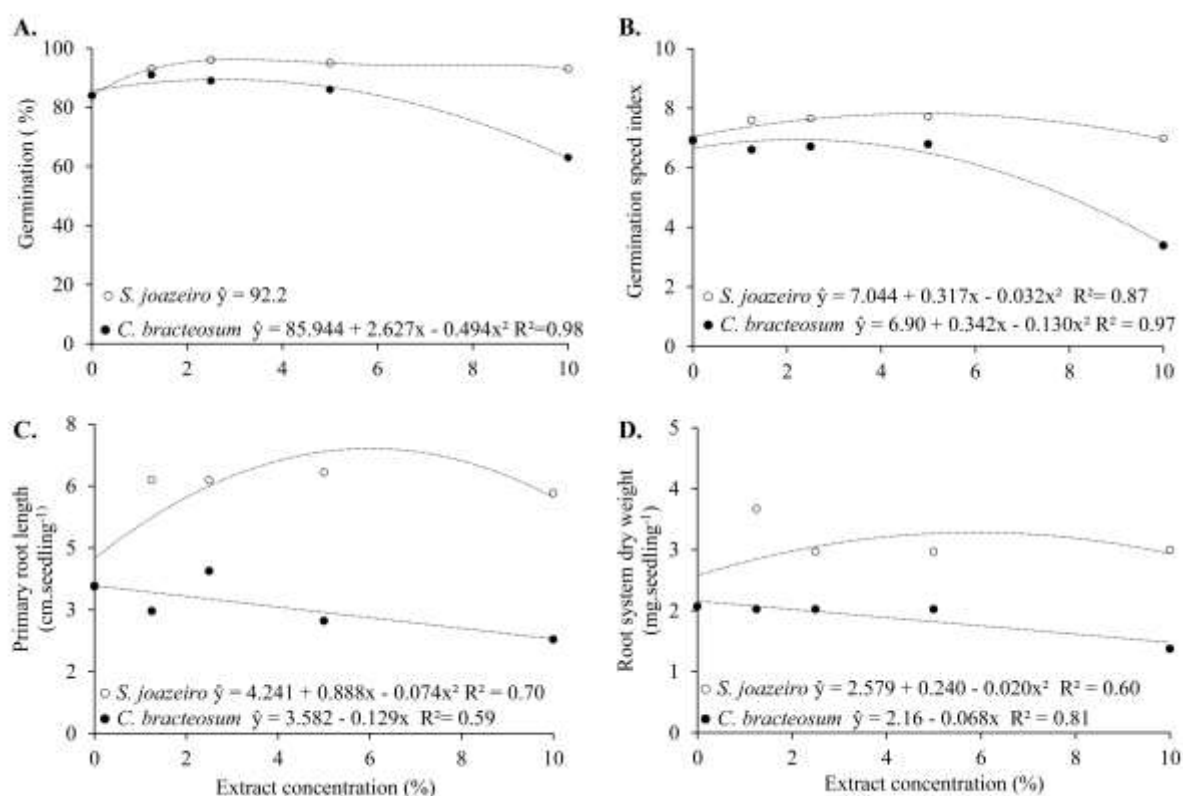 A.
100
80
60
40
20
0
Germination ( %)
0 2 4 6 8 10
○ S. joazeiro ŷ = 92.2
● C. bracteosum ŷ = 85.944 + 2.627x - 0.494x² R²=0.98
B.
10
8
6
4
2
0
Germination speed index
0 2 4 6 8 10
○ S. joazeiro ŷ = 7.044 + 0.317x - 0.032x² R²= 0.87
● C. bracteosum ŷ = 6.90 + 0.342x - 0.130x² R² = 0.97
C.
8
6
5
3
2
0
Primary root length
(cm.seedling⁻¹)
○ S. joazeiro ŷ = 4.241 + 0.888x - 0.074x² R² = 0.70
● C. bracteosum ŷ = 3.582 - 0.129x R²= 0.59
0 2 4 6 8 10
Extract concentration (%)
D.
5
4
3
2
1
0
Root system dry weight
(mg.seedling⁻¹)
○ S. joazeiro ŷ = 2.579 + 0.240 - 0.020x² R² = 0.60
● C. bracteosum ŷ = 2.16 - 0.068x R² = 0.81
0 2 4 6 8 10
Extract concentration (%)